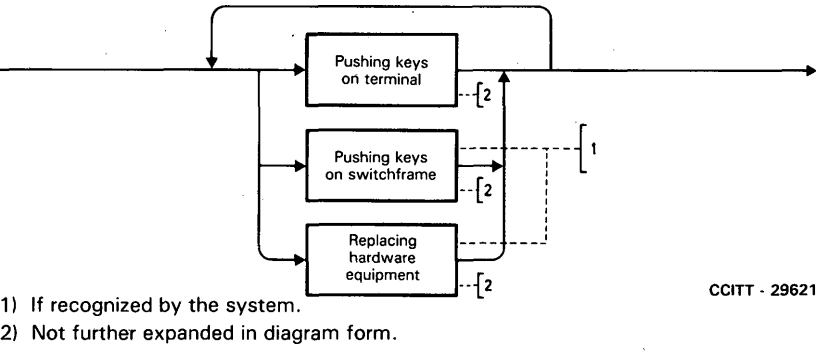 Pushing keys
on terminal
2
Pushing keys
on switchframe
1
2
Replacing
hardware
equipment
2
CCITT - 29621
1) If recognized by the system.
2) Not further expanded in diagram form.